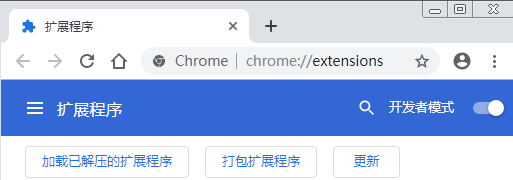 扩展程序
Chrome | chrome://extensions
扩展程序 开发者模式
加载已解压的扩展程序 打包扩展程序 更新